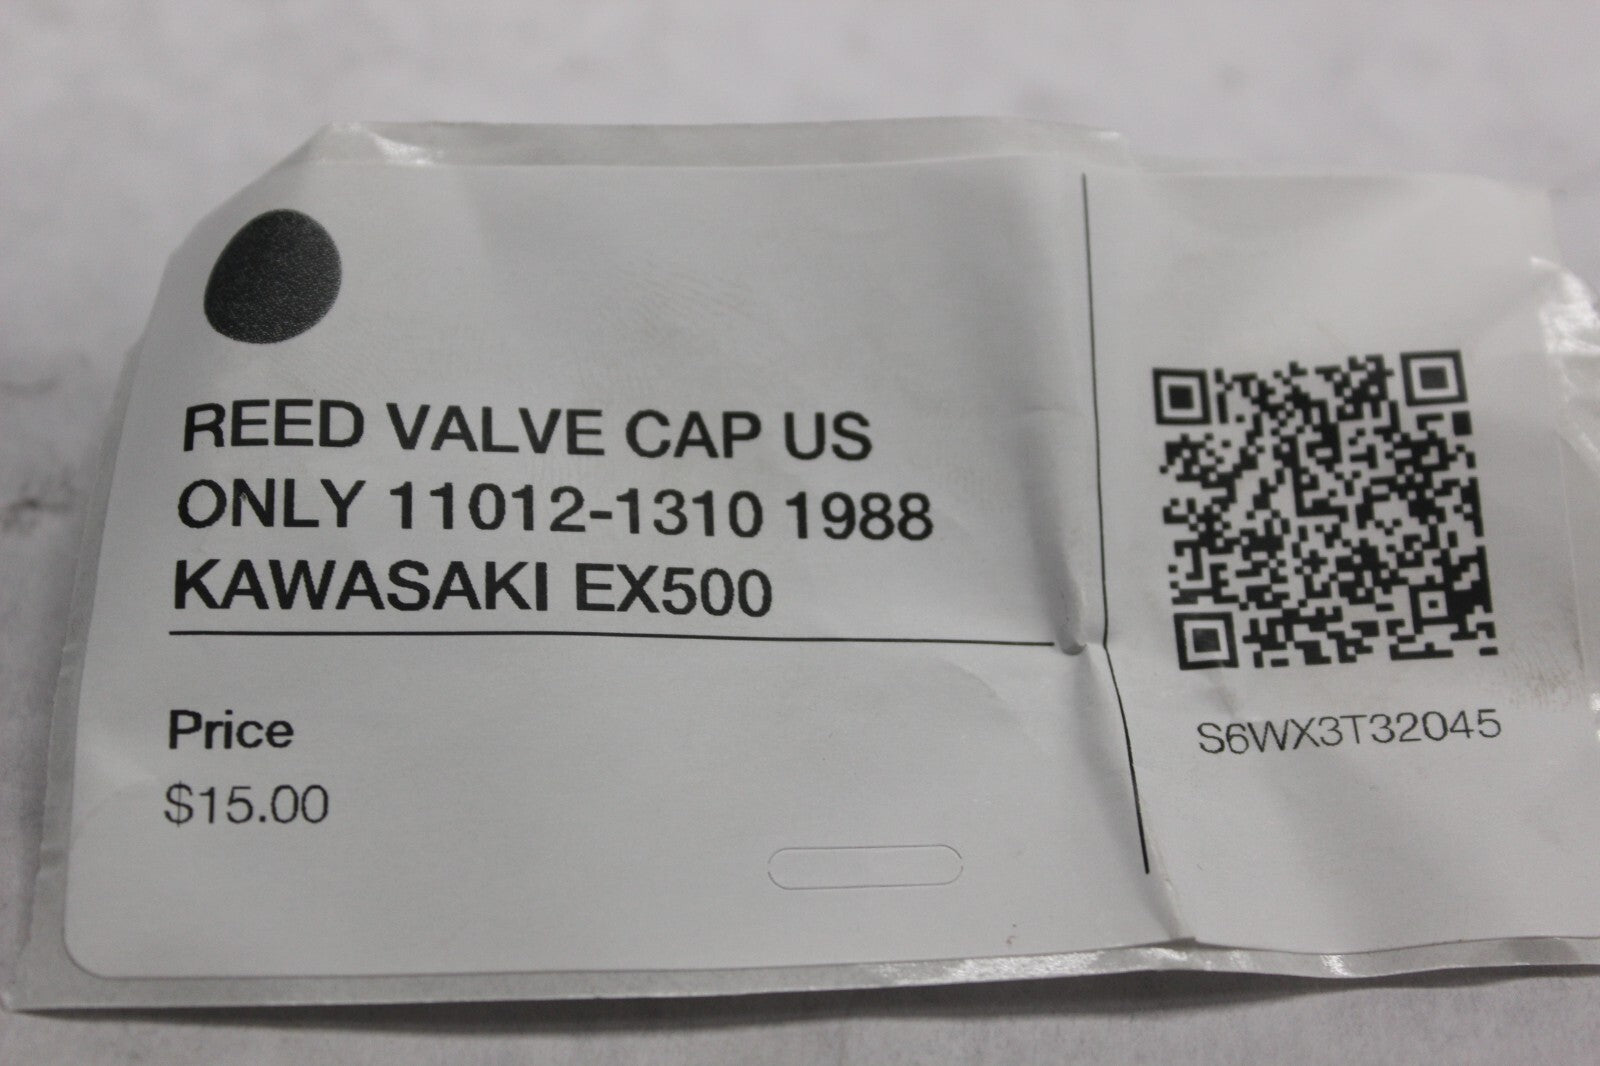 REED VALVE CAP US
ONLY 11012-1310 1988
KAWASAKI EX500
Price
$15.00
S6WX3T32045